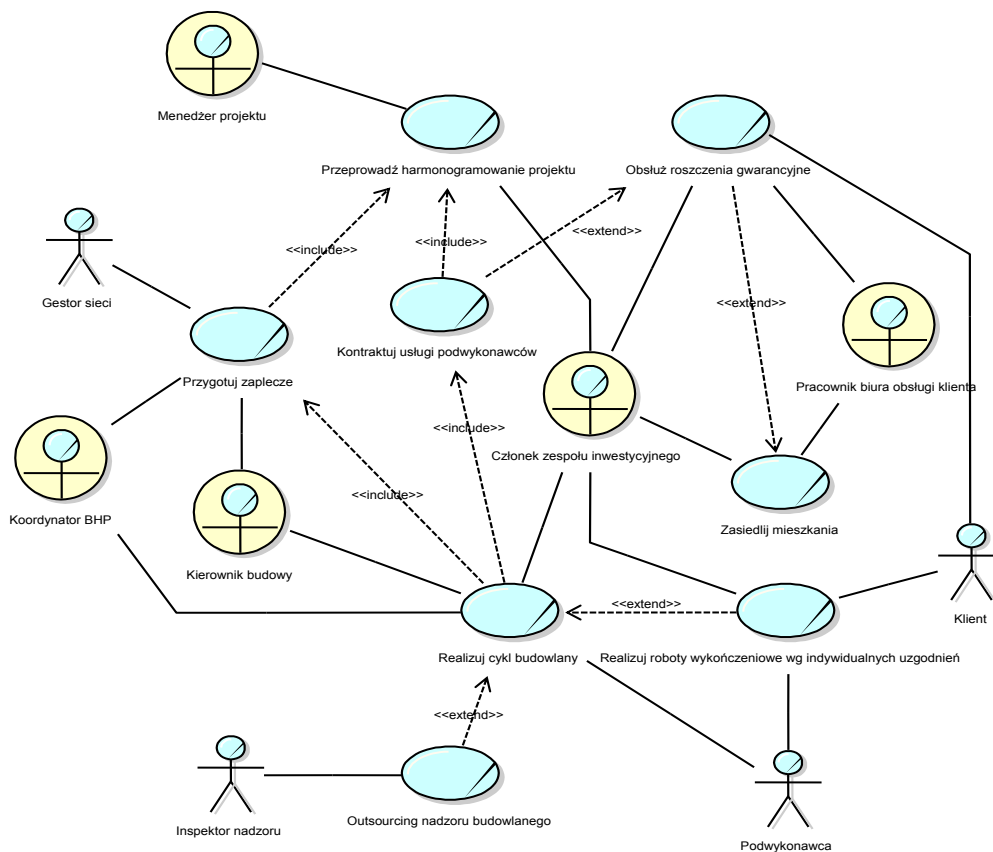 Menedżer projektu
Przeprowadź harmonogramowanie projektu
Obsłuż roszczenia gwarancyjne
<<include>>
<<include>>
<<extend>>
Gestor sieci
<<extend>>
Kontraktuj usługi podwykonawców
Przygotuj zaplecze
Pracownik biura obsługi klienta
<<include>>
Członek zespołu inwestycyjnego
<<include>>
Koordynator BHP
Zasiedlij mieszkania
Kierownik budowy
<<extend>>
Klient
Realizuj cykl budowlany
Realizuj roboty wykończeniowe wg indywidualnych uzgodnień
<<extend>>
Inspektor nadzoru
Outsourcing nadzoru budowlanego
Podwykonawca